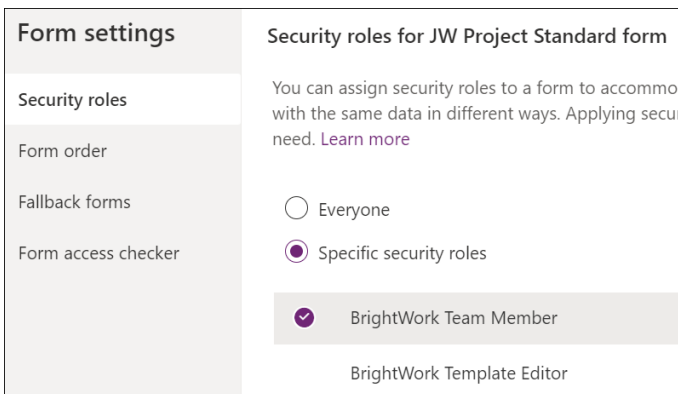 Form settings
Security roles
Form order
Fallback forms
Form access checker
Security roles for JW Project Standard form
You can assign security roles to a form to accommo
with the same data in different ways. Applying secu
need. Learn more
Everyone
Specific security roles
BrightWork Team Member
BrightWork Template Editor